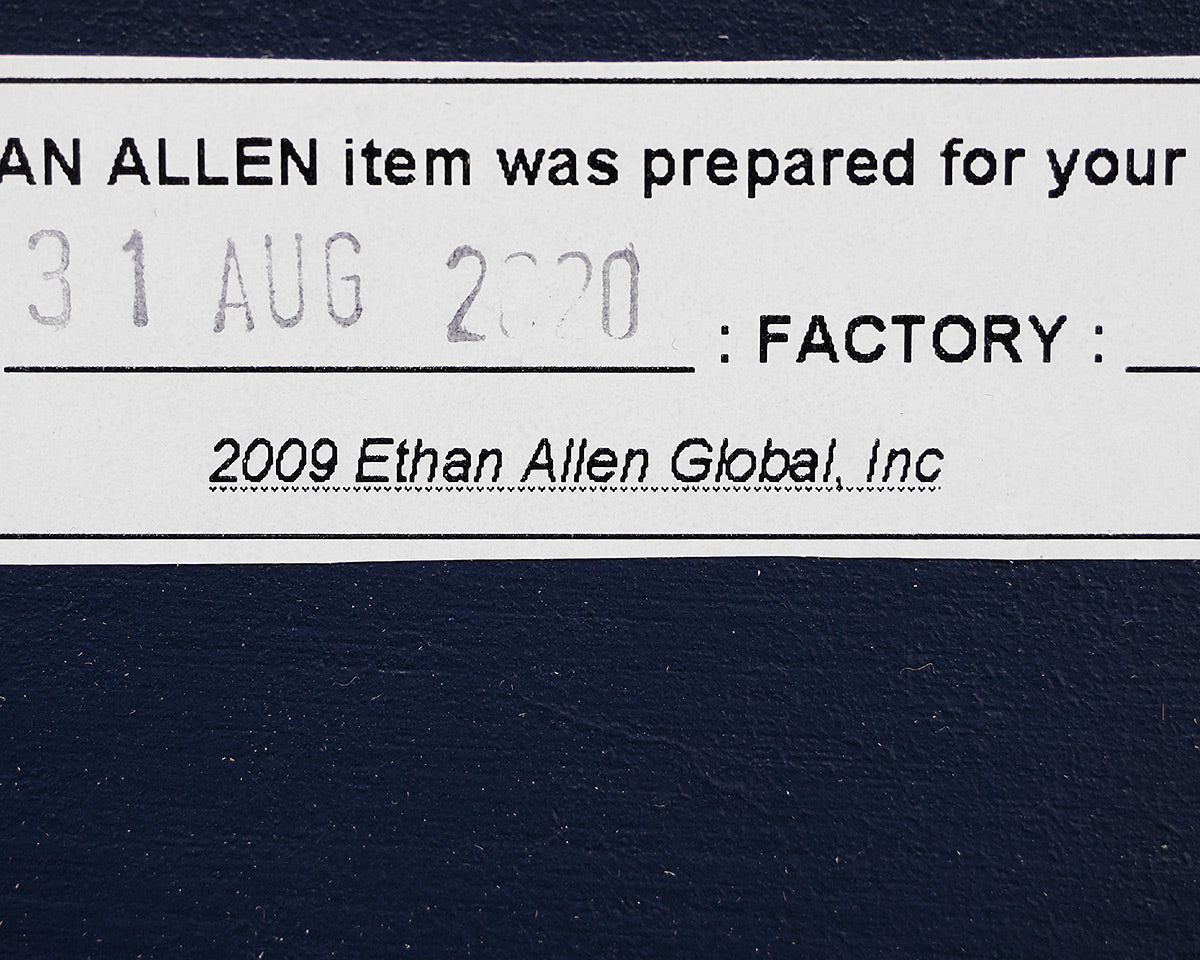 AN ALLEN item was prepared for your
31 AUG 2020 : FACTORY :
2009 Ethan Allen Global, Inc